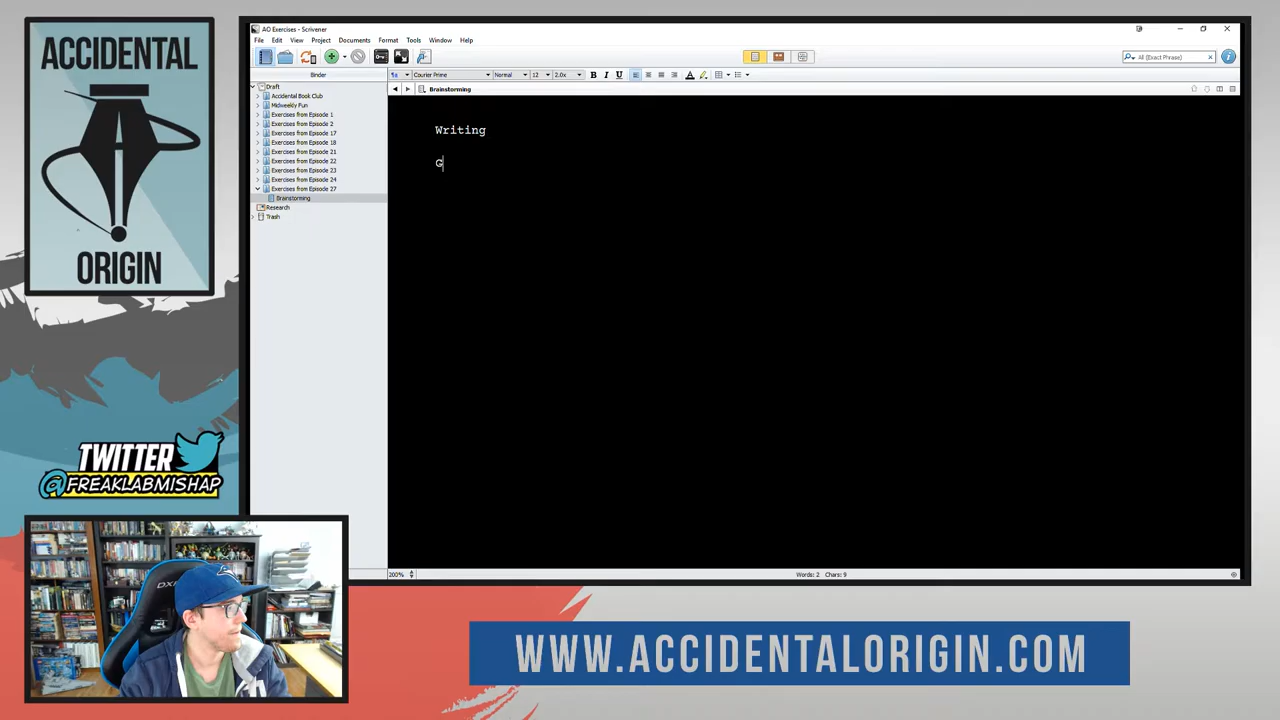 ACCIDENTAL
ORIGIN
TWITTER
@FREAKLABMISHAP
AO Exercises - Scrivener
File Edit View Project Documents Format Tools Window Help
All (Exact Phrase)
Binder
Courier Prime Normal 12 2.0x B I U A
Brainstorming
Draft
Accidental Book Club
Midweekly Fun
Exercises from Episode 1
Exercises from Episode 2
Exercises from Episode 17
Exercises from Episode 18
Exercises from Episode 21
Exercises from Episode 22
Exercises from Episode 23
Exercises from Episode 24
Exercises from Episode 27
Brainstorming
Research
Trash
Writing
G
200%
Words: 2 Chars: 9
WWW.ACCIDENTALORIGIN.COM